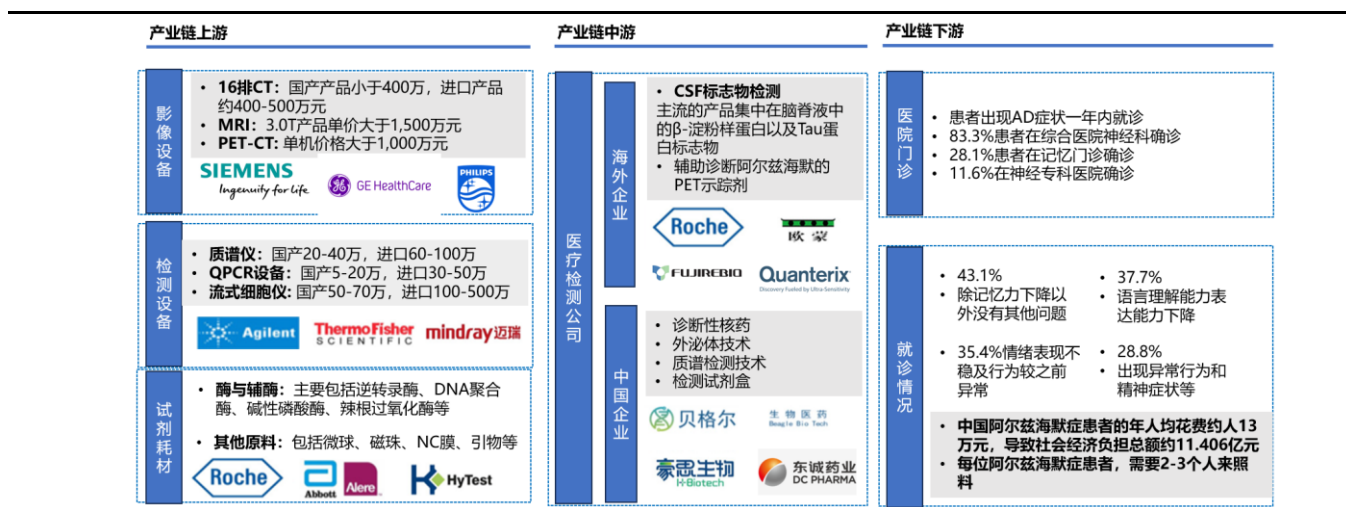 产业链上游
影像设备
• 16排CT：国产产品小于400万，进口产品
约400-500万元
• MRI：3.0T产品单价大于1,500万元
• PET-CT: 单机价格大于1,000万元
SIEMENS
Ingenuity for life
GE HealthCare
PHILIPS
检测设备
• 质谱仪：国产20-40万，进口60-100万
• QPCR设备：国产5-20万，进口30-50万
• 流式细胞仪: 国产50-70万，进口100-500万
Agilent
ThermoFisher
SCIENTIFIC
mindray迈瑞
试剂耗材
• 酶与辅酶：主要包括逆转录酶、DNA聚合
酶、碱性磷酸酶、辣根过氧化酶等
• 其他原料：包括微球、磁珠、NC膜、引物等
Roche
Abbott
Alere
HyTest
产业链中游
医疗检测公司
海外企业
• CSF标志物检测
主流的产品集中在脑脊液中
的β-淀粉样蛋白以及Tau蛋
白标志物
• 辅助诊断阿尔兹海默的
PET示踪剂
Roche
欧蒙
FUJIREBIO
Quanterix
Discovery Fueled by Ultra-Sensitivity
中国企业
• 诊断性核药
• 外泌体技术
• 质谱检测技术
• 检测试剂盒
贝格尔
生物医药
Beagle Bio Tech
豪思生物
H-Biotech
东诚药业
DC PHARMA
产业链下游
医院门诊
• 患者出现AD症状一年内就诊
• 83.3%患者在综合医院神经科确诊
• 28.1%患者在记忆门诊确诊
• 11.6%在神经专科医院确诊
就诊情况
• 43.1%
除记忆力下降以
外没有其他问题
• 37.7%
• 语言理解能力表
达能力下降
• 35.4%情绪表现不
稳及行为较之前
异常
• 28.8%
• 出现异常行为和
精神症状等
• 中国阿尔兹海默症患者的年人均花费约人13
万元，导致社会经济负担总额约11.406亿元
• 每位阿尔兹海默症患者，需要2-3个人来照
料